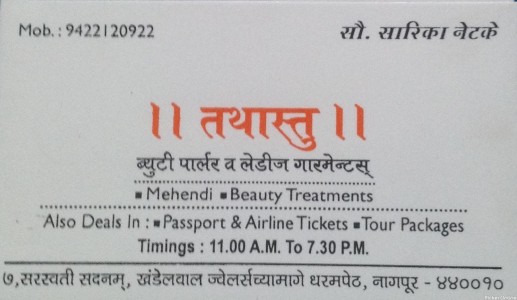 Mob. : 9422120922
सौ. सारिका नेटके
।। तथास्तु ।।
ब्युटी पार्लर व लेडीज गारमेन्टस्
▪ Mehendi ▪ Beauty Treatments
Also Deals In : ▪ Passport & Airline Tickets ▪ Tour Packages
Timings : 11.00 A.M. To 7.30 P.M.
७,सरस्वती सदनम्, खंडेलवाल ज्वेलर्सच्यामागे धरमपेठ, नागपूर - ४४००१०